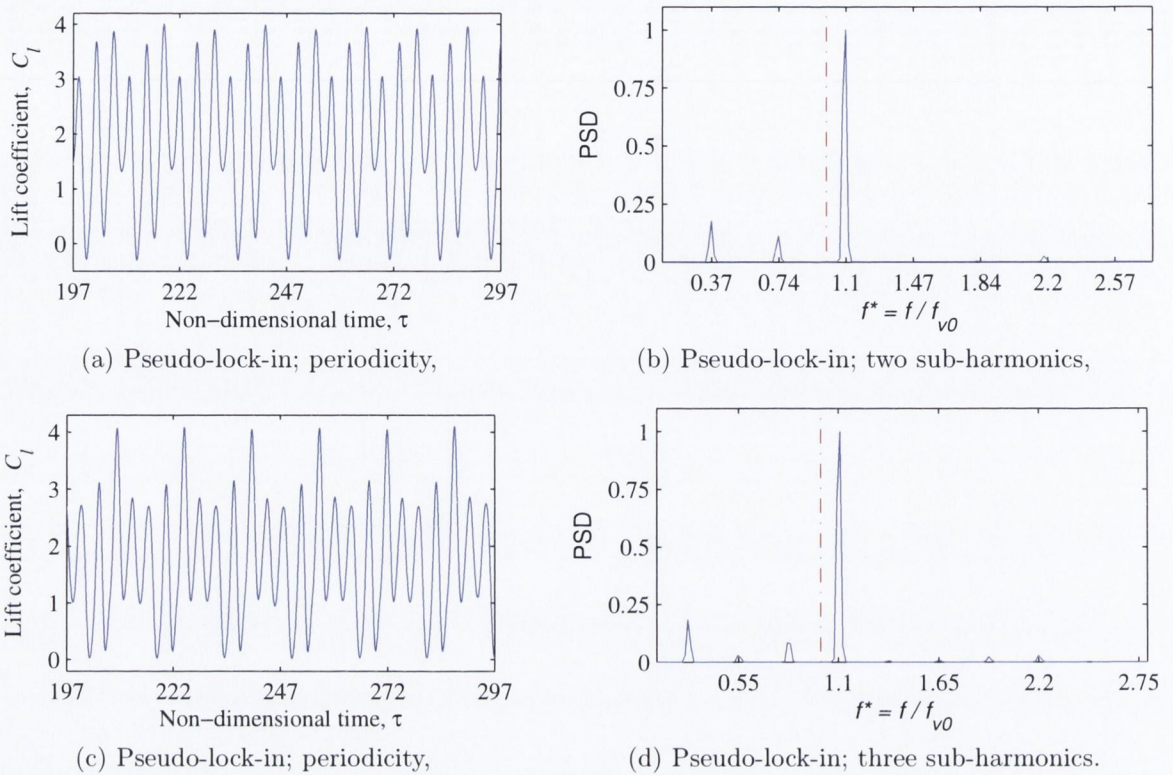 Lift coefficient, C_l
4
3
2
1
0
197 222 247 272 297
Non-dimensional time, τ
(a) Pseudo-lock-in; periodicity,
PSD
1
0.75
0.5
0.25
0
0.37 0.74 1.1 1.47 1.84 2.2 2.57
f* = f / f_v0
(b) Pseudo-lock-in; two sub-harmonics,
Lift coefficient, C_l
4
3
2
1
0
197 222 247 272 297
Non-dimensional time, τ
(c) Pseudo-lock-in; periodicity,
PSD
1
0.75
0.5
0.25
0
0.55 1.1 1.65 2.2 2.75
f* = f / f_v0
(d) Pseudo-lock-in; three sub-harmonics.